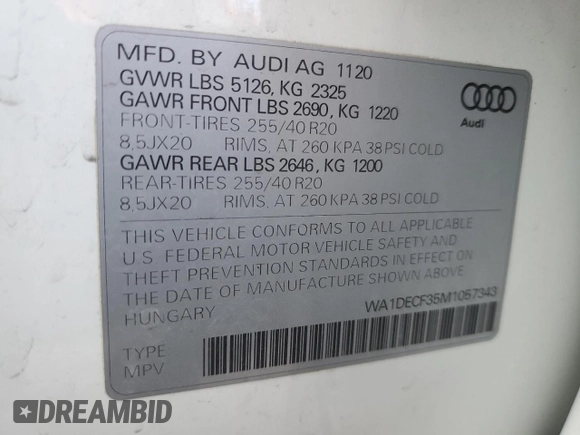 MFD. BY AUDI AG 1120
GVWR LBS 5126, KG 2325
GAWR FRONT LBS 2690, KG 1220
FRONT-TIRES 255/40 R20
8,5JX20 RIMS, AT 260 KPA 38 PSI COLD
GAWR REAR LBS 2646, KG 1200
REAR-TIRES 255/40 R20
8,5JX20 RIMS, AT 260 KPA 38 PSI COLD
Audi
THIS VEHICLE CONFORMS TO ALL APPLICABLE
U.S. FEDERAL MOTOR VEHICLE SAFETY AND
THEFT PREVENTION STANDARDS IN EFFECT ON
THE DATE OF MANUFACTURE SHOWN ABOVE
HUNGARY
WA1DECF35M1057343
TYPE
MPV
DREAMBID